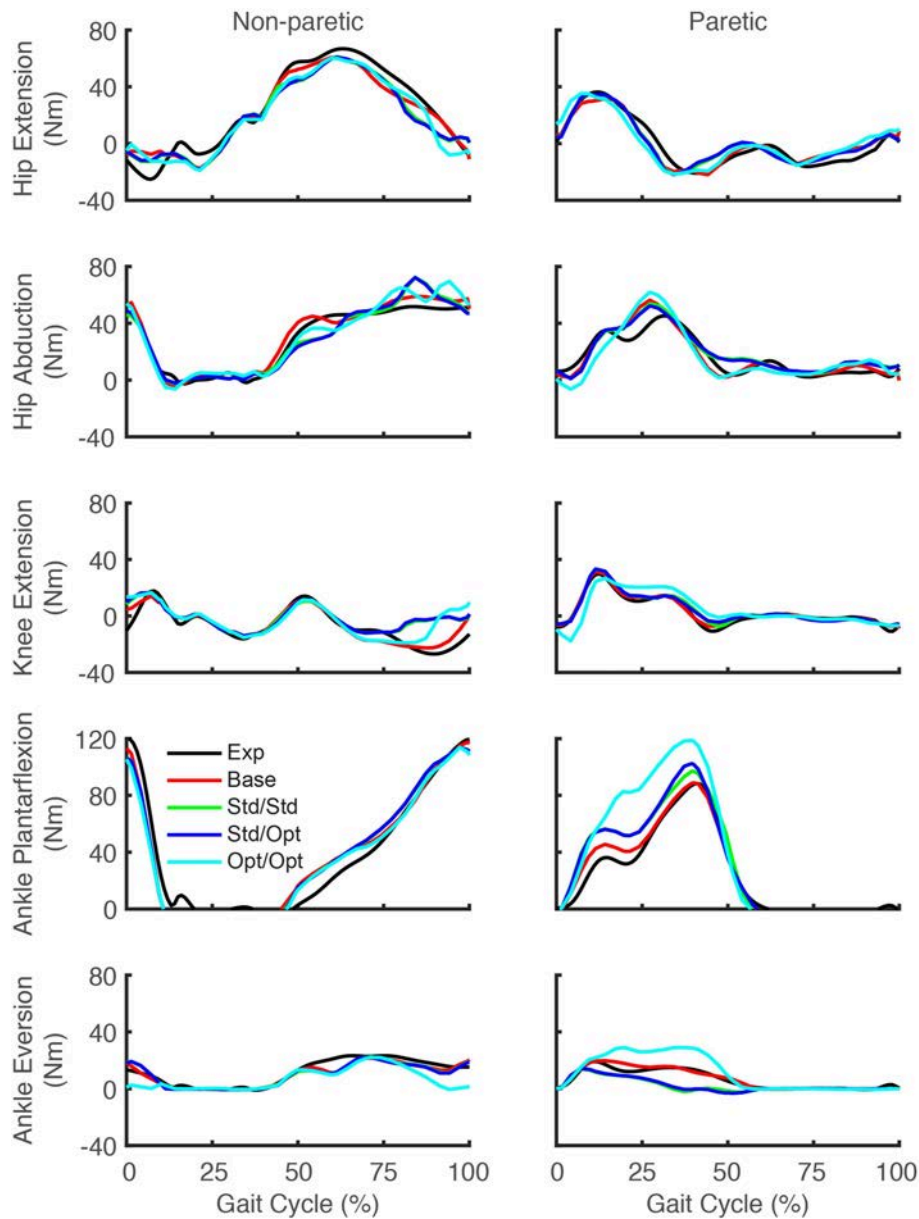 Non-paretic
Paretic
Hip Extension
(Nm)
80
40
0
-40
Hip Abduction
(Nm)
80
40
0
-40
Knee Extension
(Nm)
80
40
0
-40
Ankle Plantarflexion
(Nm)
120
80
40
0
Exp
Base
Std/Std
Std/Opt
Opt/Opt
Ankle Eversion
(Nm)
80
40
0
-40
0 25 50 75 100
0 25 50 75 100
Gait Cycle (%)
Gait Cycle (%)